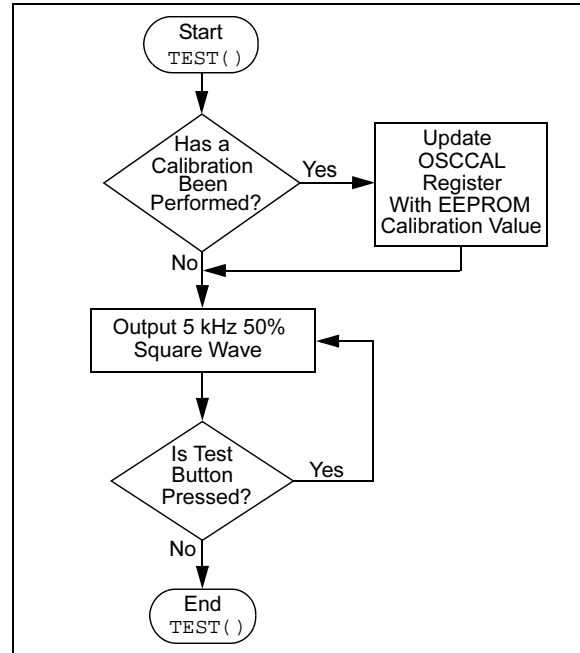 Start
TEST()
Has a
Calibration
Been
Performed?
Yes
Update
OSCCAL
Register
With EEPROM
Calibration Value
No
Output 5 kHz 50%
Square Wave
Is Test
Button
Pressed?
Yes
No
End
TEST()